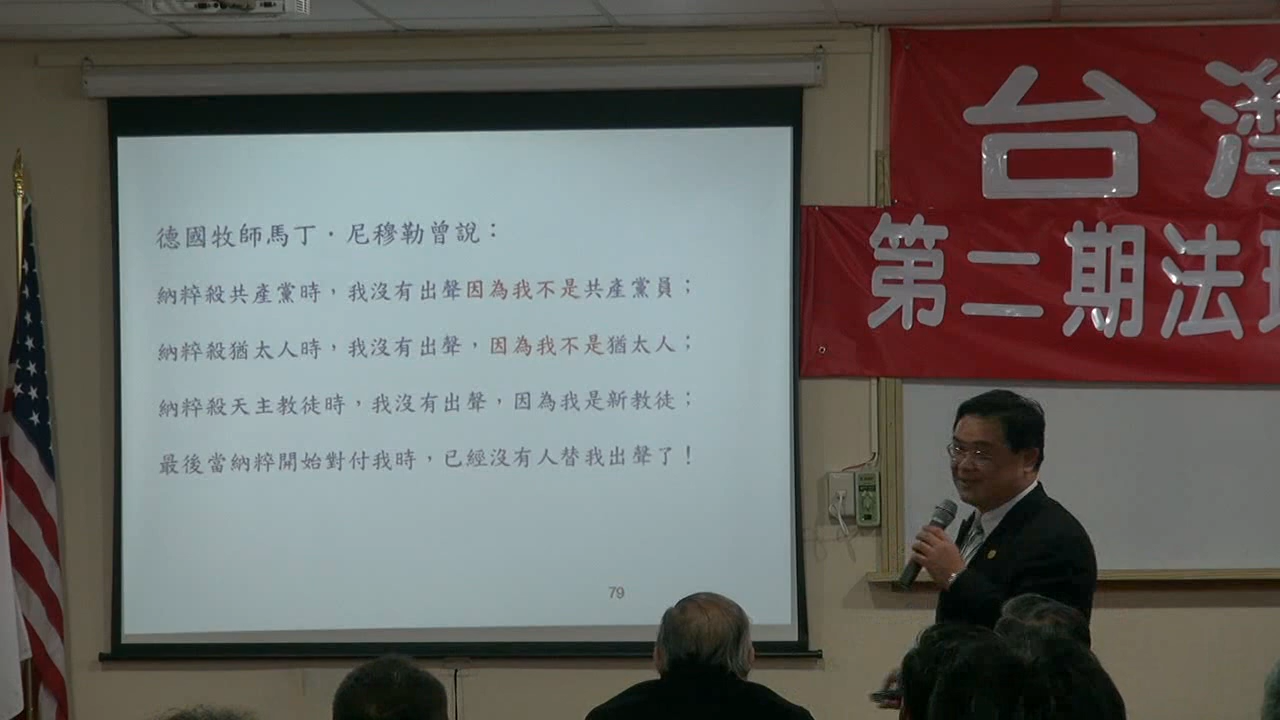 德國牧師馬丁·尼穆勒曾說：
納粹殺共產黨時，我沒有出聲因為我不是共產黨員；
納粹殺猶太人時，我沒有出聲，因為我不是猶太人；
納粹殺天主教徒時，我沒有出聲，因為我是新教徒；
最後當納粹開始對付我時，已經沒有人替我出聲了！
79
台灣
第二期法理